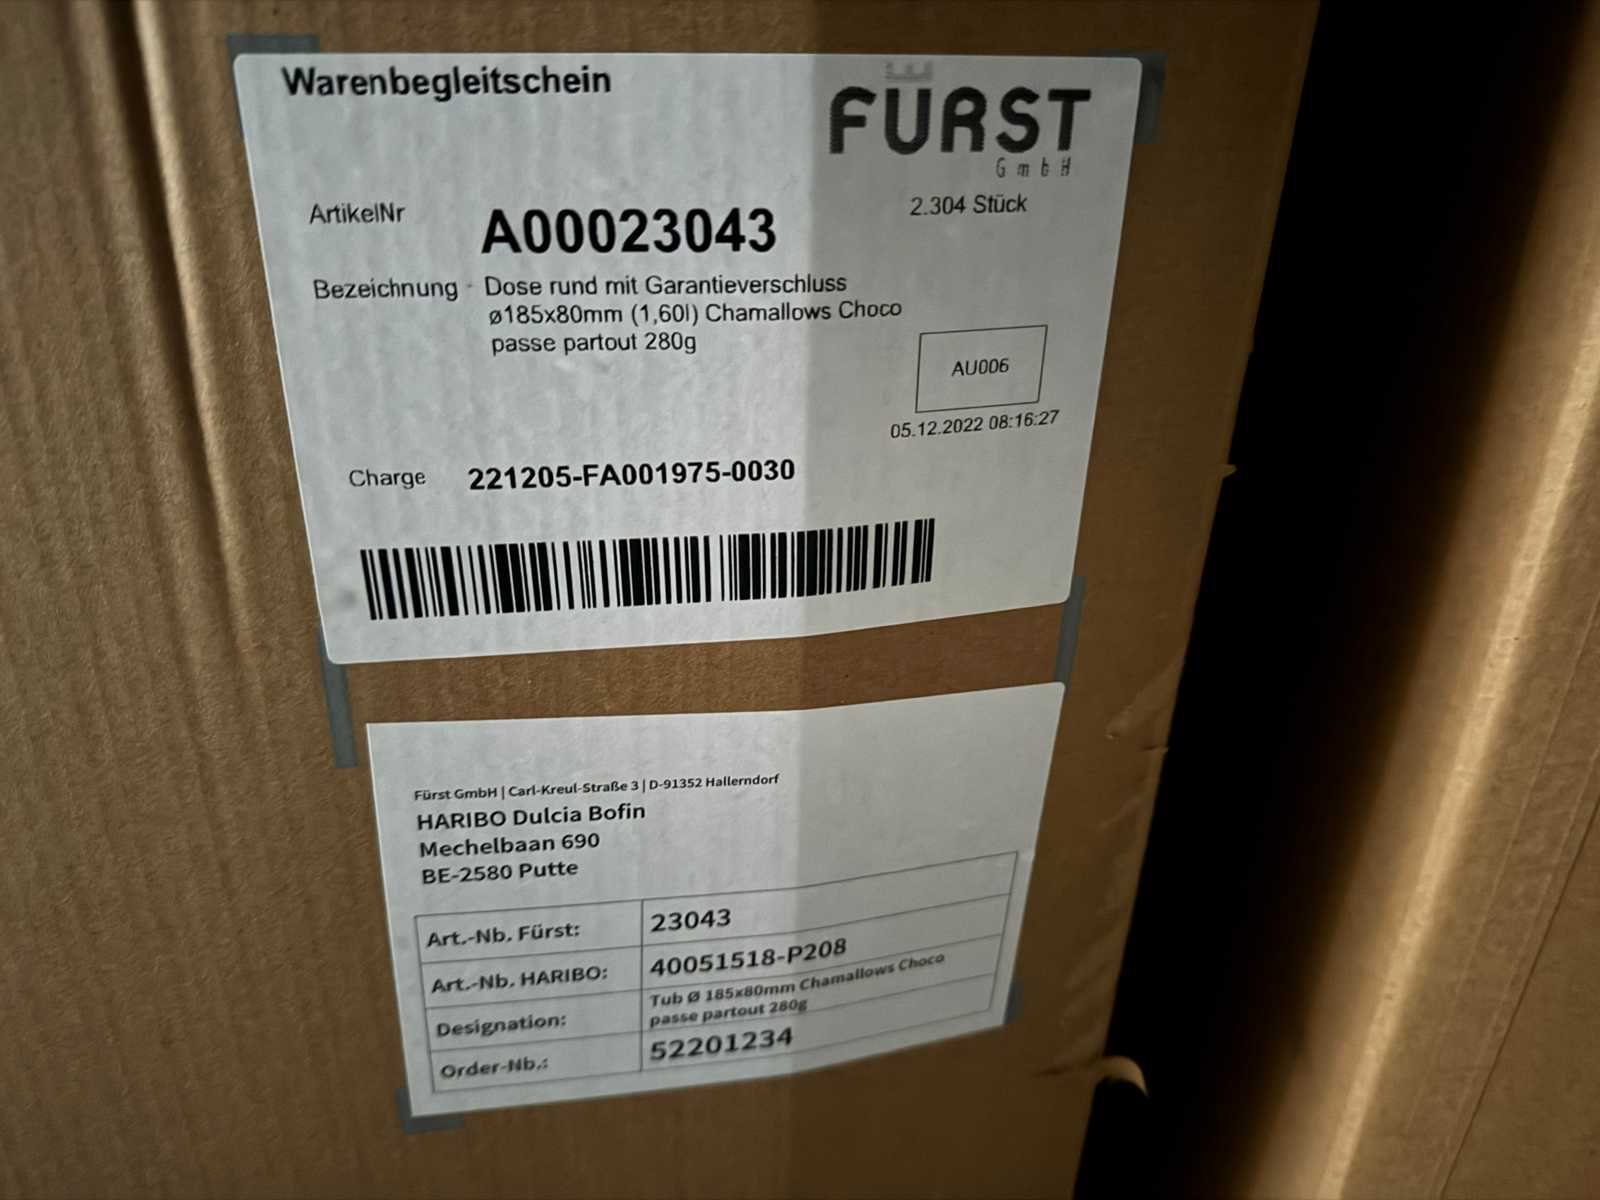 Warenbegleitschein
FÜRST
GmbH
2.304 Stück
ArtikelNr
A00023043
Bezeichnung
Dose rund mit Garantieverschluss
ø185x80mm (1,60l) Chamallows Choco
passe partout 280g
AU006
05.12.2022 08:16:27
Charge
221205-FA001975-0030
Fürst GmbH | Carl-Kreul-Straße 3 | D-91352 Hallerndorf
HARIBO Dulcia Bofin
Mechelbaan 690
BE-2580 Putte
Art.-Nb. Fürst: 23043
Art.-Nb. HARIBO: 40051518-P208
Designation: Tub Ø 185x80mm Chamallows Choco
passe partout 280g
Order-Nb.: 52201234